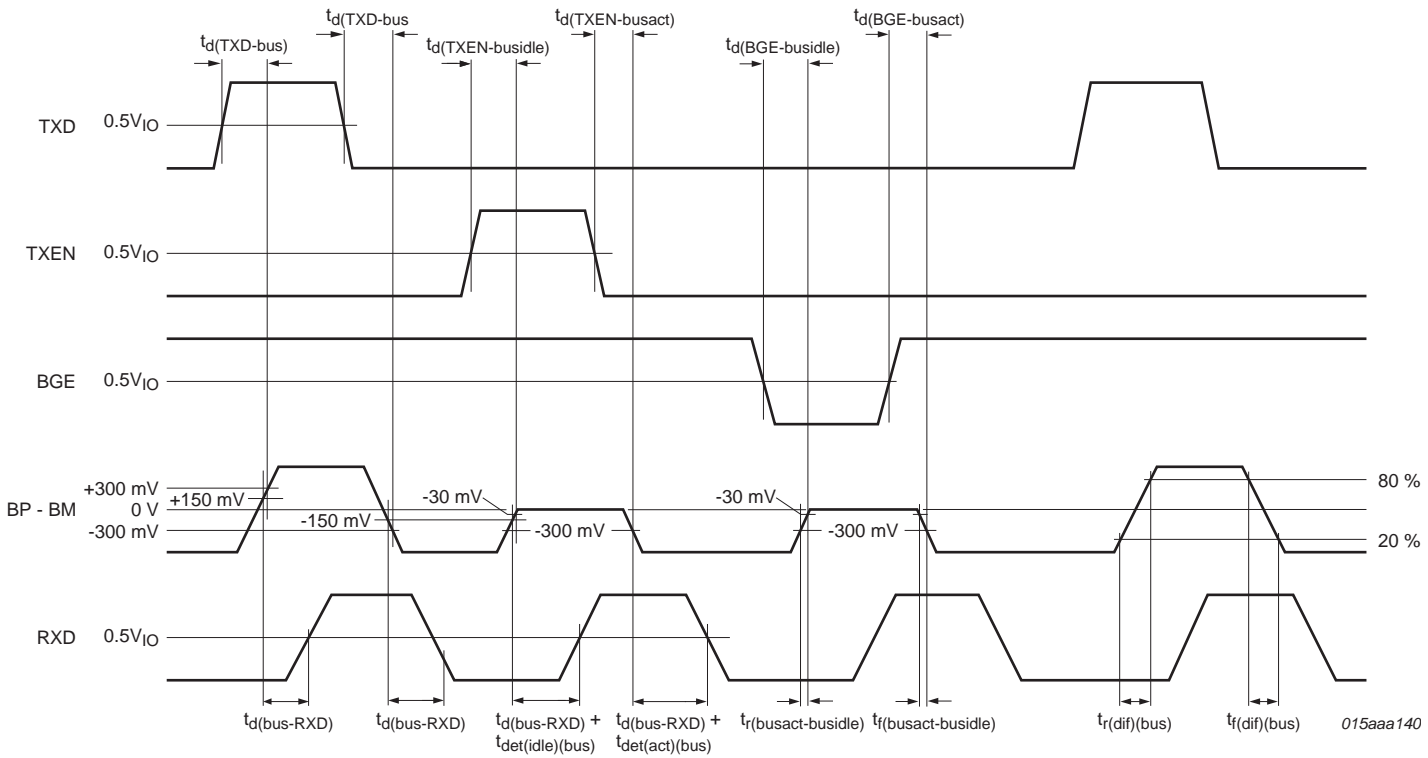 td(TXD-bus
td(TXEN-busact)
td(BGE-busact)
td(TXD-bus)
td(TXEN-busidle)
td(BGE-busidle)
TXD 0.5VIO
TXEN 0.5VIO
BGE 0.5VIO
+300 mV
80 %
+150 mV
-30 mV
-30 mV
BP - BM 0 V
-150 mV
-300 mV
-300 mV
-300 mV
20 %
RXD 0.5VIO
td(bus-RXD)
td(bus-RXD)
td(bus-RXD) +
tdet(idle)(bus)
td(bus-RXD) +
tdet(act)(bus)
tr(busact-busidle)
tf(busact-busidle)
tr(dif)(bus)
tf(dif)(bus)
015aaa140